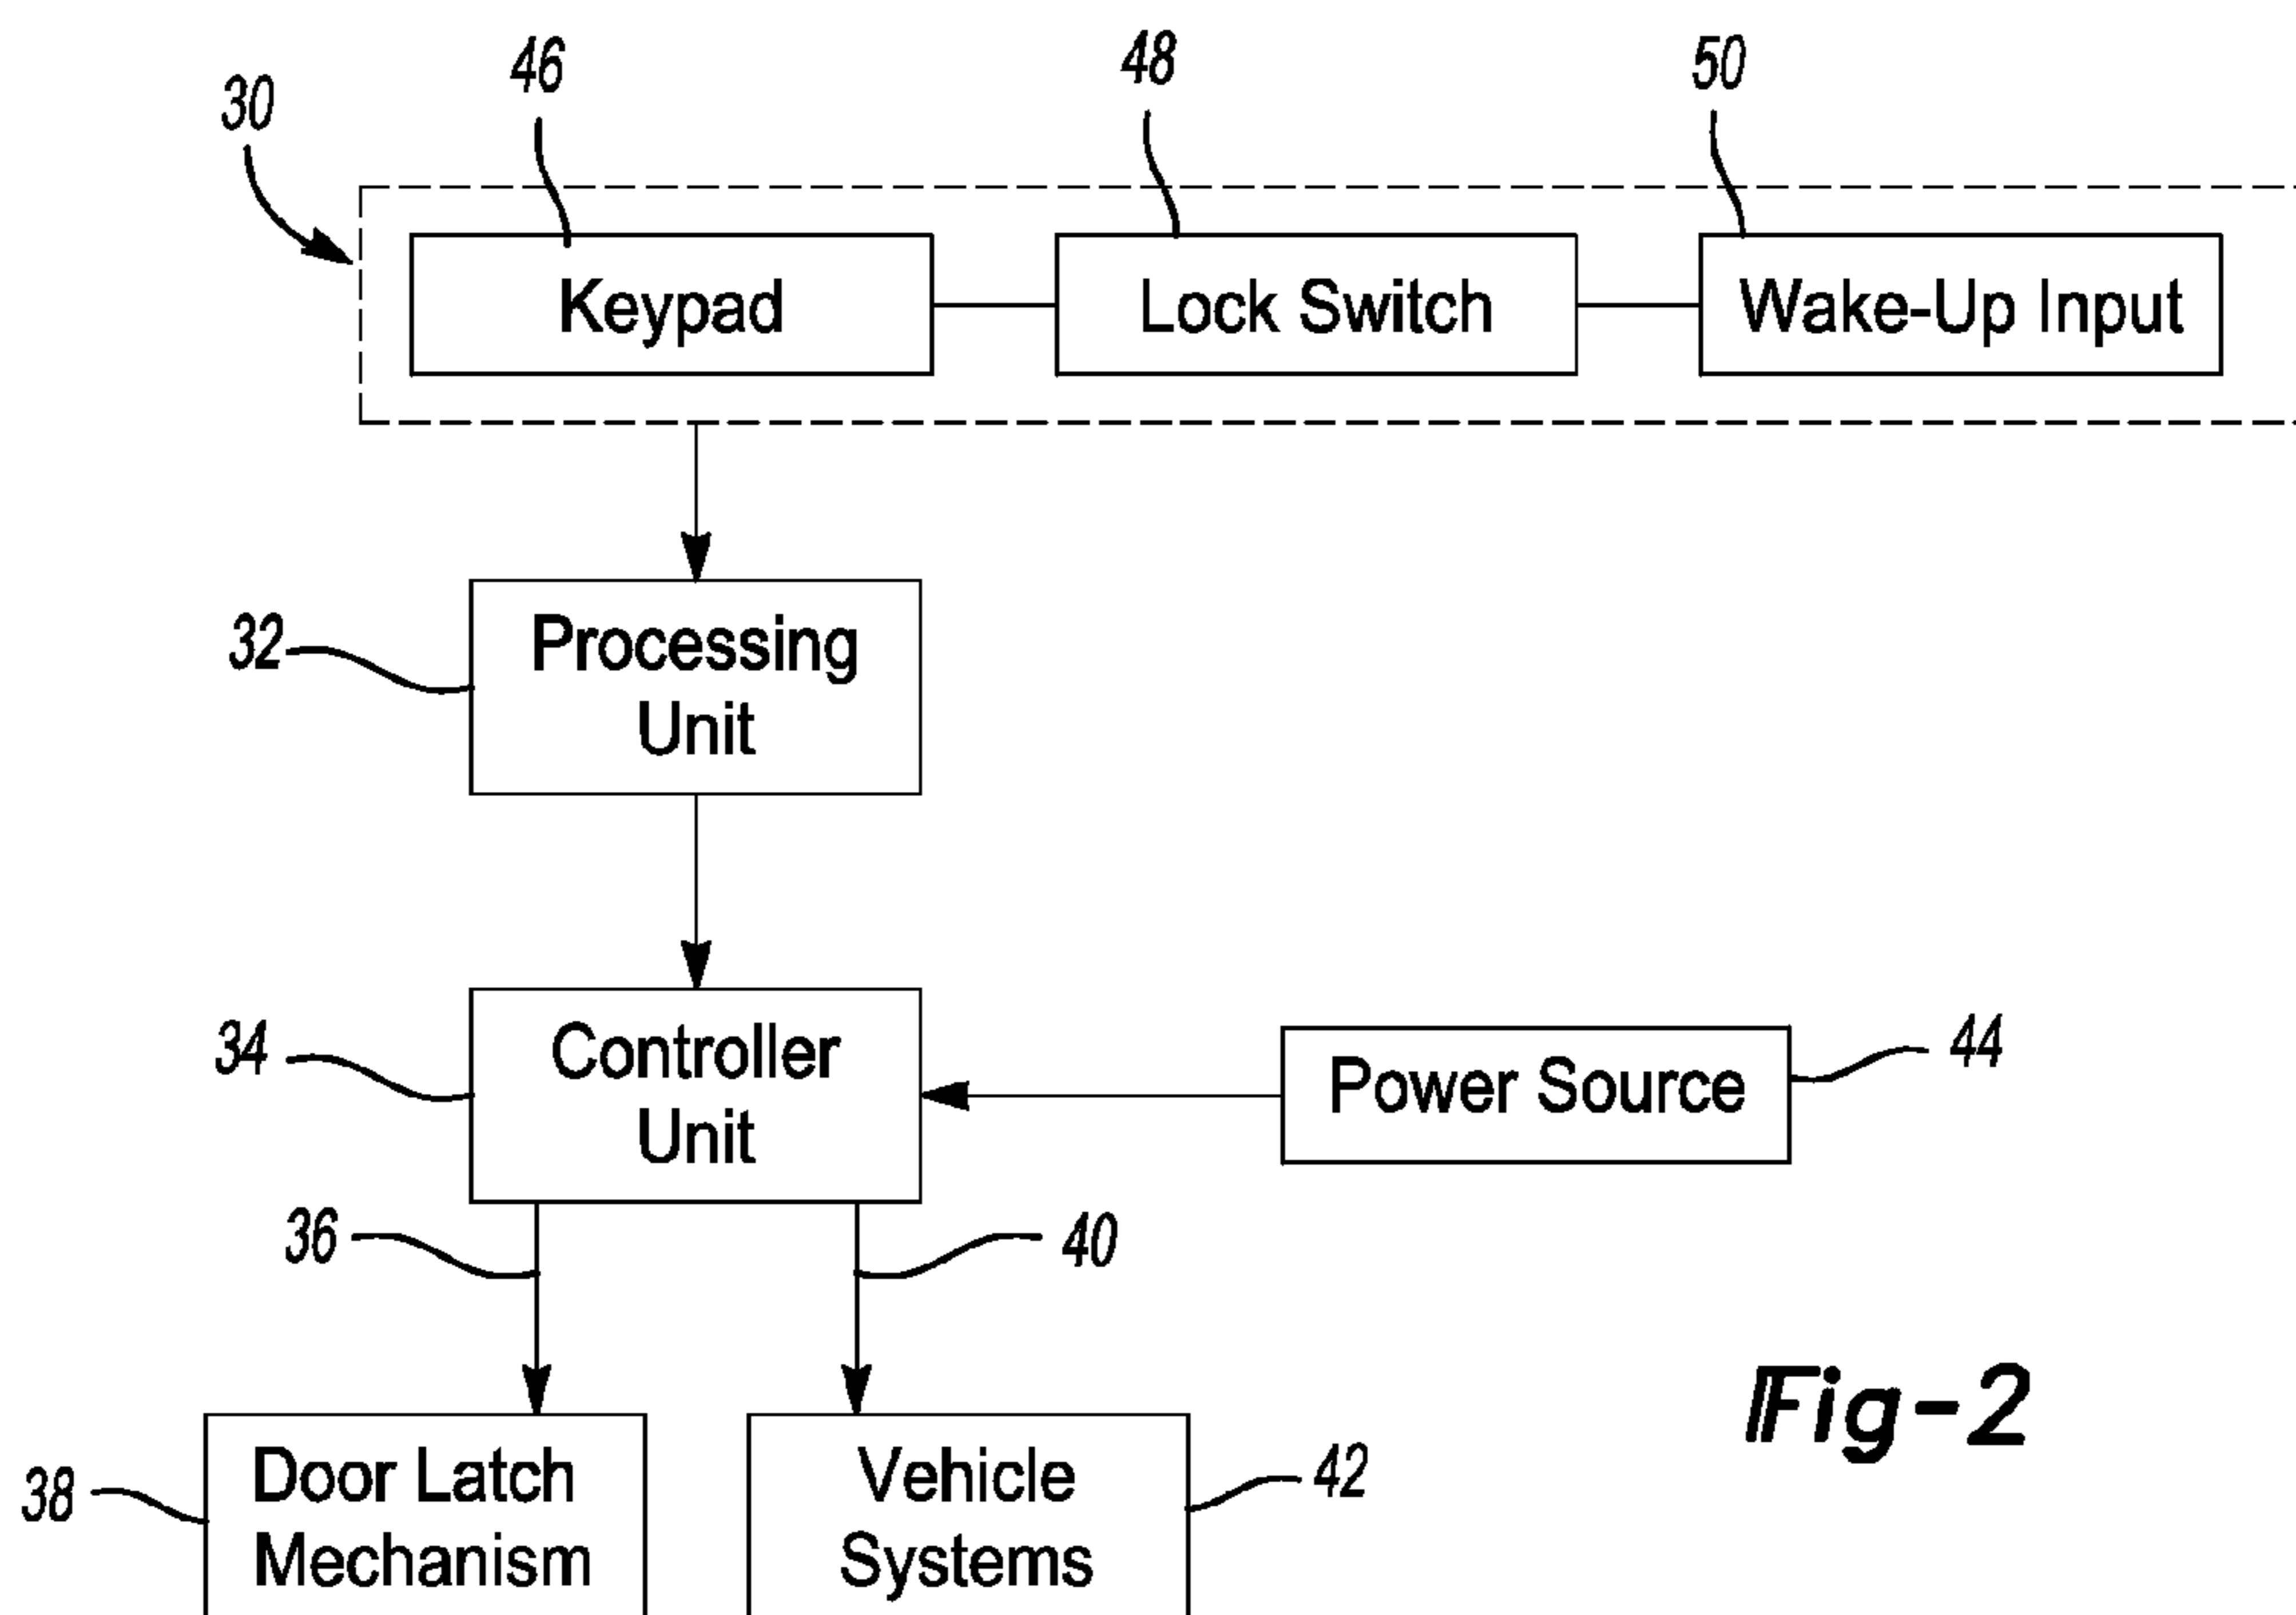 46
48
50
30
Keypad
Lock Switch
Wake-Up Input
32
Processing
Unit
34
Controller
Unit
Power Source
44
36
40
Fig-2
38
Door Latch
Mechanism
Vehicle
Systems
42